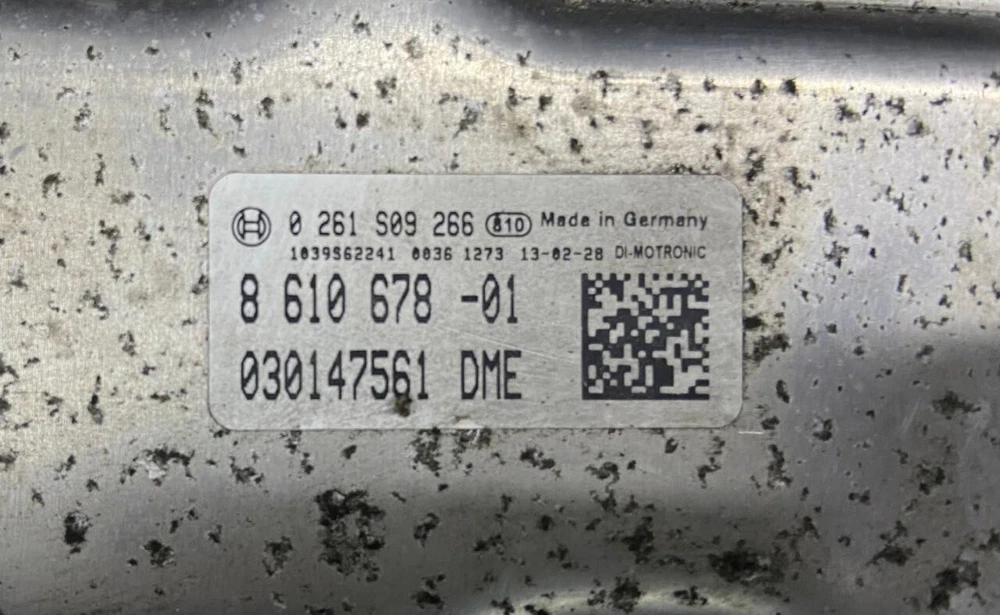 0 261 S09 266 810 Made in Germany
1039S62241 0036 1273 13-02-28 DI-MOTRONIC
8 610 678 -01
030147561 DME